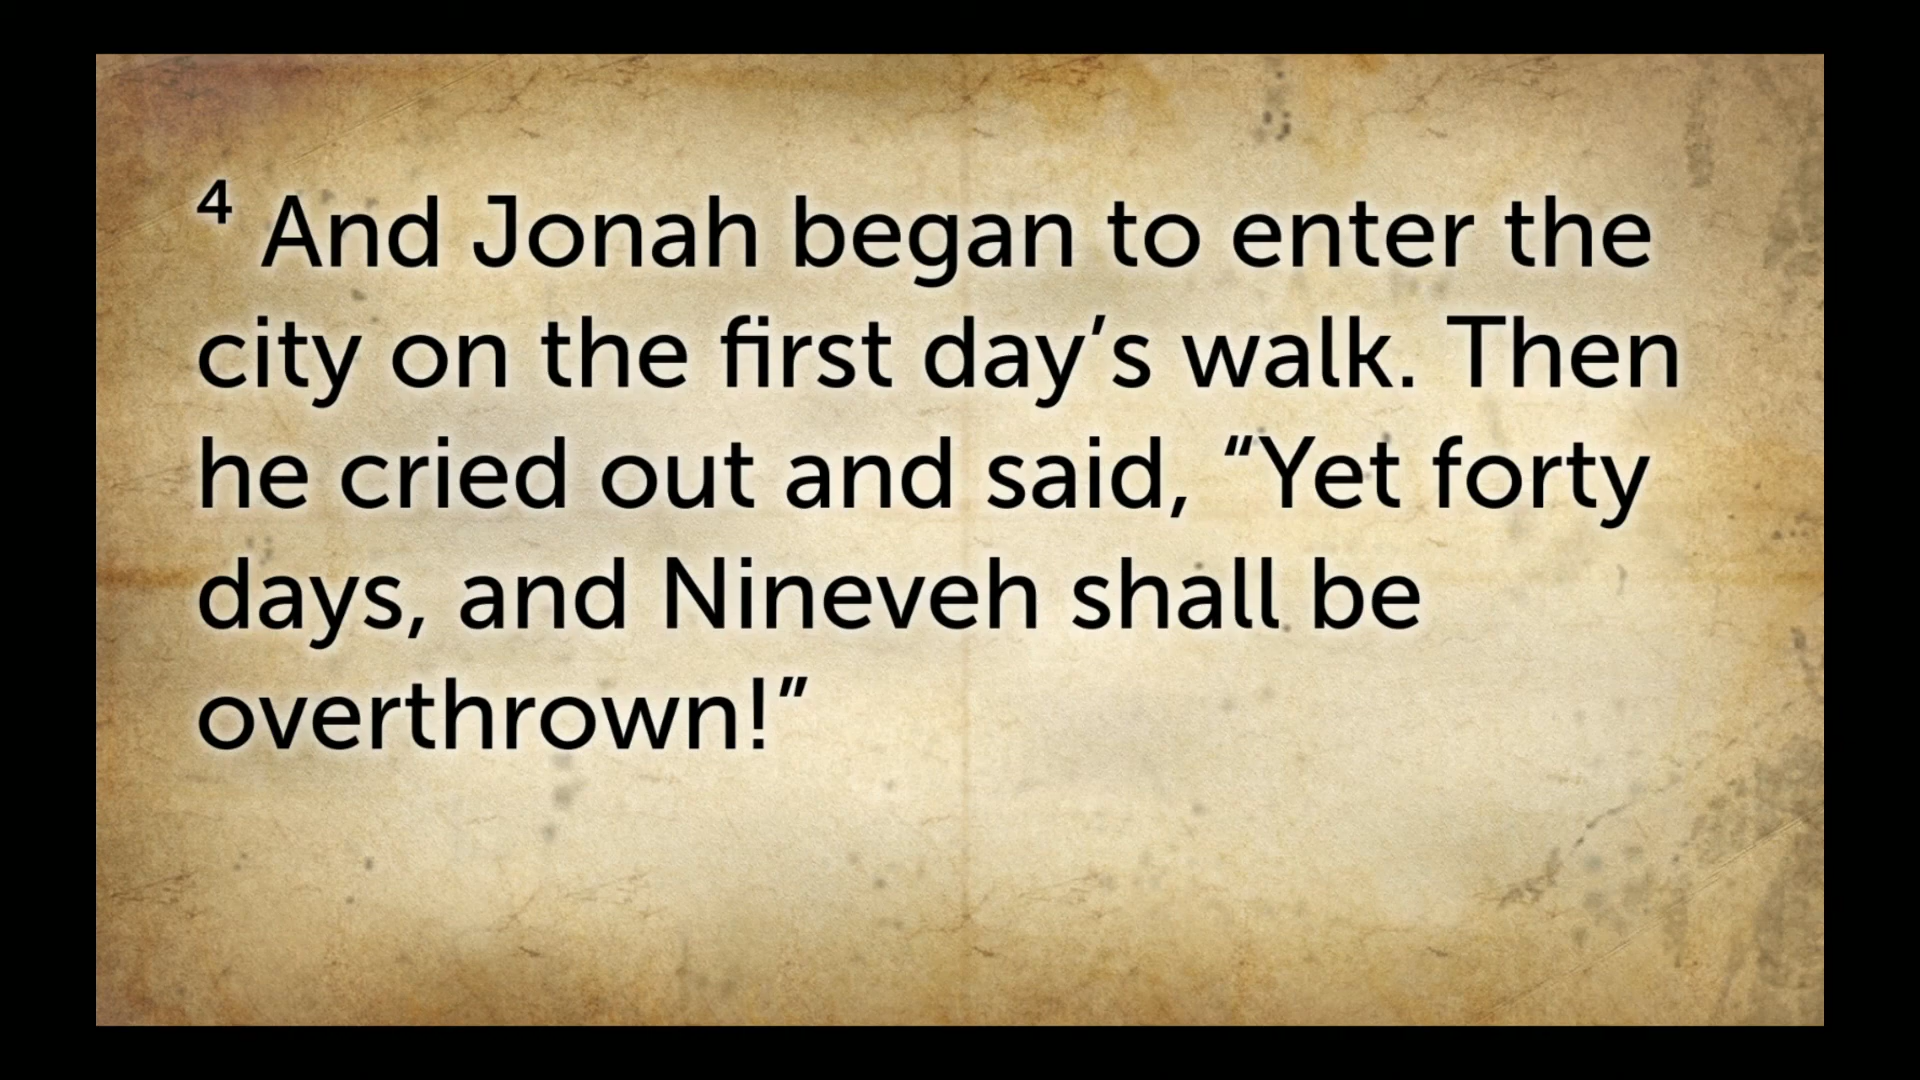 ⁴ And Jonah began to enter the
city on the first day’s walk. Then
he cried out and said, “Yet forty
days, and Nineveh shall be
overthrown!”